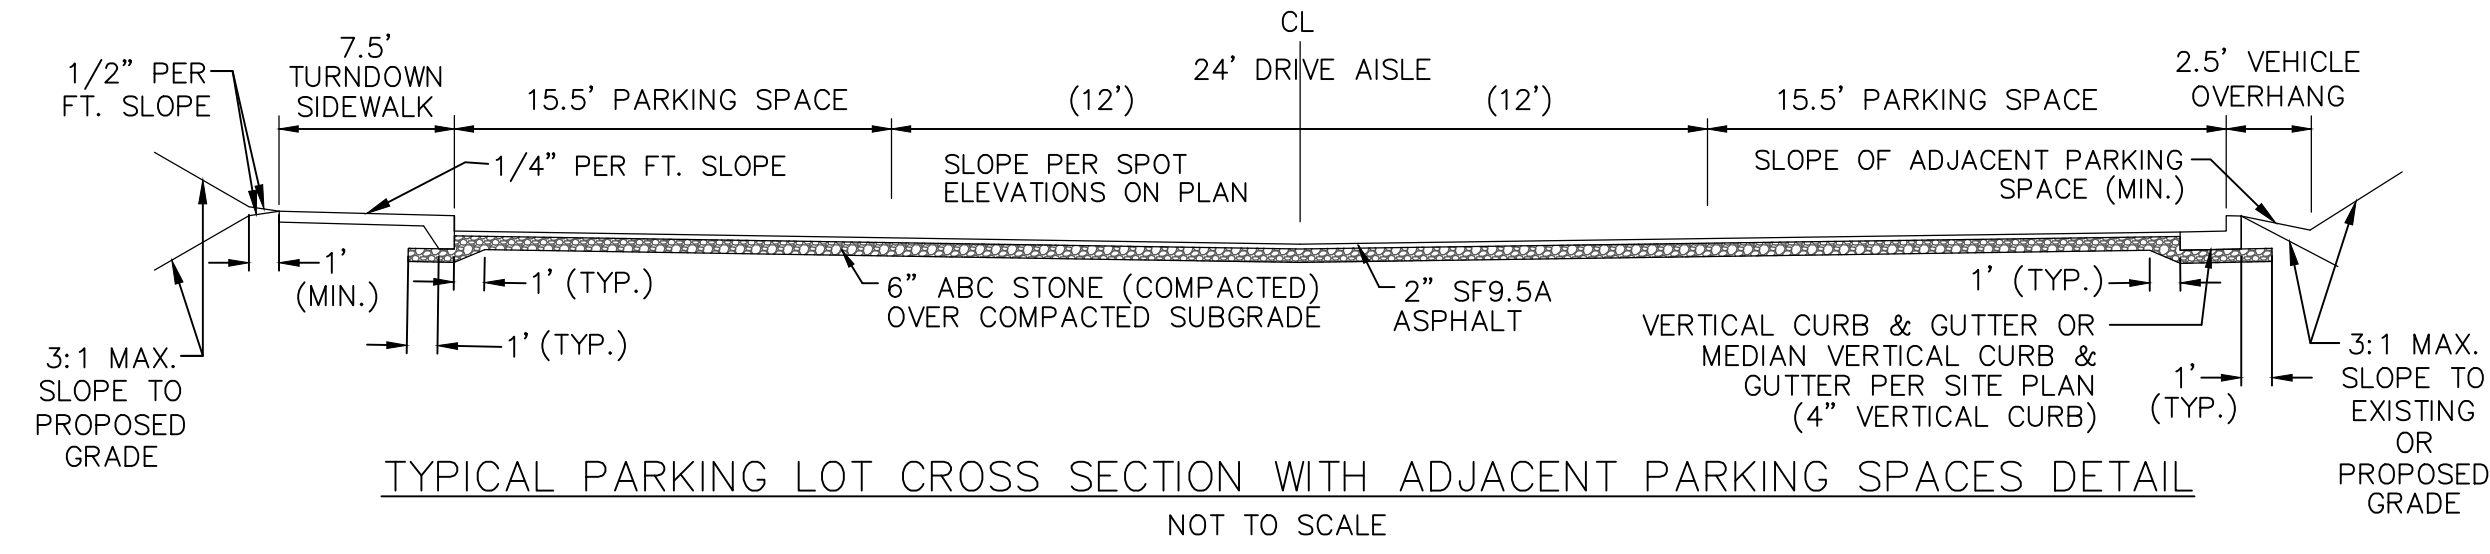 1/2” PER
FT. SLOPE
7.5’
TURNDOWN
SIDEWALK
15.5’ PARKING SPACE
(12’)
CL
24’ DRIVE AISLE
(12’)
15.5’ PARKING SPACE
2.5’ VEHICLE
OVERHANG
1/4” PER FT. SLOPE
SLOPE PER SPOT
ELEVATIONS ON PLAN
SLOPE OF ADJACENT PARKING
SPACE (MIN.)
1’
(MIN.)
1’ (TYP.)
1’ (TYP.)
6” ABC STONE (COMPACTED)
OVER COMPACTED SUBGRADE
2” SF9.5A
ASPHALT
1’ (TYP.)
VERTICAL CURB & GUTTER OR
MEDIAN VERTICAL CURB &
GUTTER PER SITE PLAN
(4” VERTICAL CURB)
1’
(TYP.)
3:1 MAX.
SLOPE TO
PROPOSED
GRADE
3:1 MAX.
SLOPE TO
EXISTING
OR
PROPOSED
GRADE
TYPICAL PARKING LOT CROSS SECTION WITH ADJACENT PARKING SPACES DETAIL
NOT TO SCALE